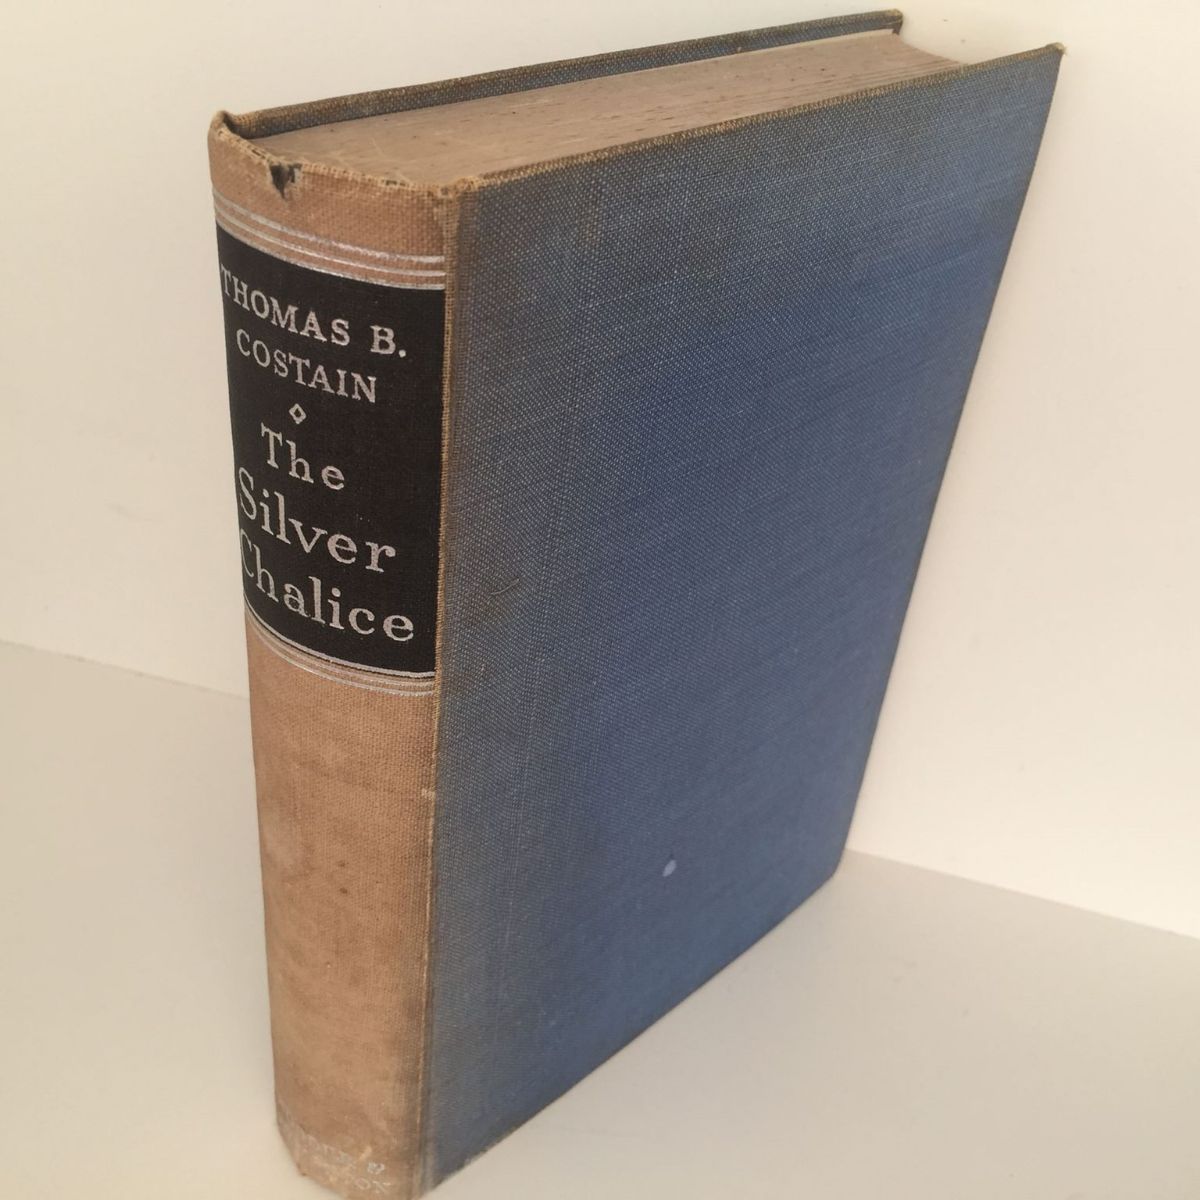 THOMAS B.
COSTAIN
The
Silver
Chalice
&